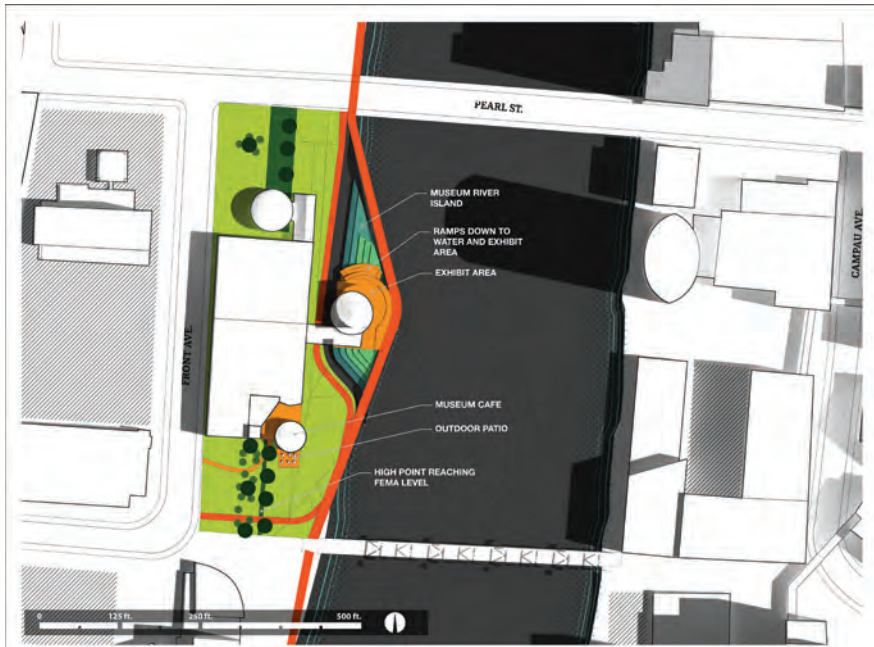 PEARL ST.
MUSEUM RIVER
ISLAND
RAMPS DOWN TO
WATER AND EXHIBIT
AREA
EXHIBIT AREA
CAMPAU AVE.
FRONT AVE.
MUSEUM CAFE
OUTDOOR PATIO
HIGH POINT REACHING
FEMA LEVEL
0 125 ft. 250 ft. 500 ft.